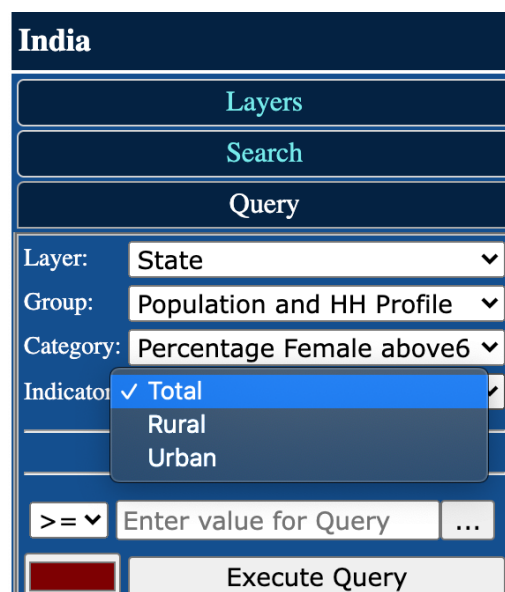 India
Layers
Search
Query
Layer: State
Group: Population and HH Profile
Category: Percentage Female above6
Indicator ✓ Total
Rural
Urban
>= Enter value for Query ...
Execute Query